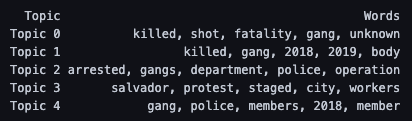 Topic Words
Topic 0 killed, shot, fatality, gang, unknown
Topic 1 killed, gang, 2018, 2019, body
Topic 2 arrested, gangs, department, police, operation
Topic 3 salvador, protest, staged, city, workers
Topic 4 gang, police, members, 2018, member